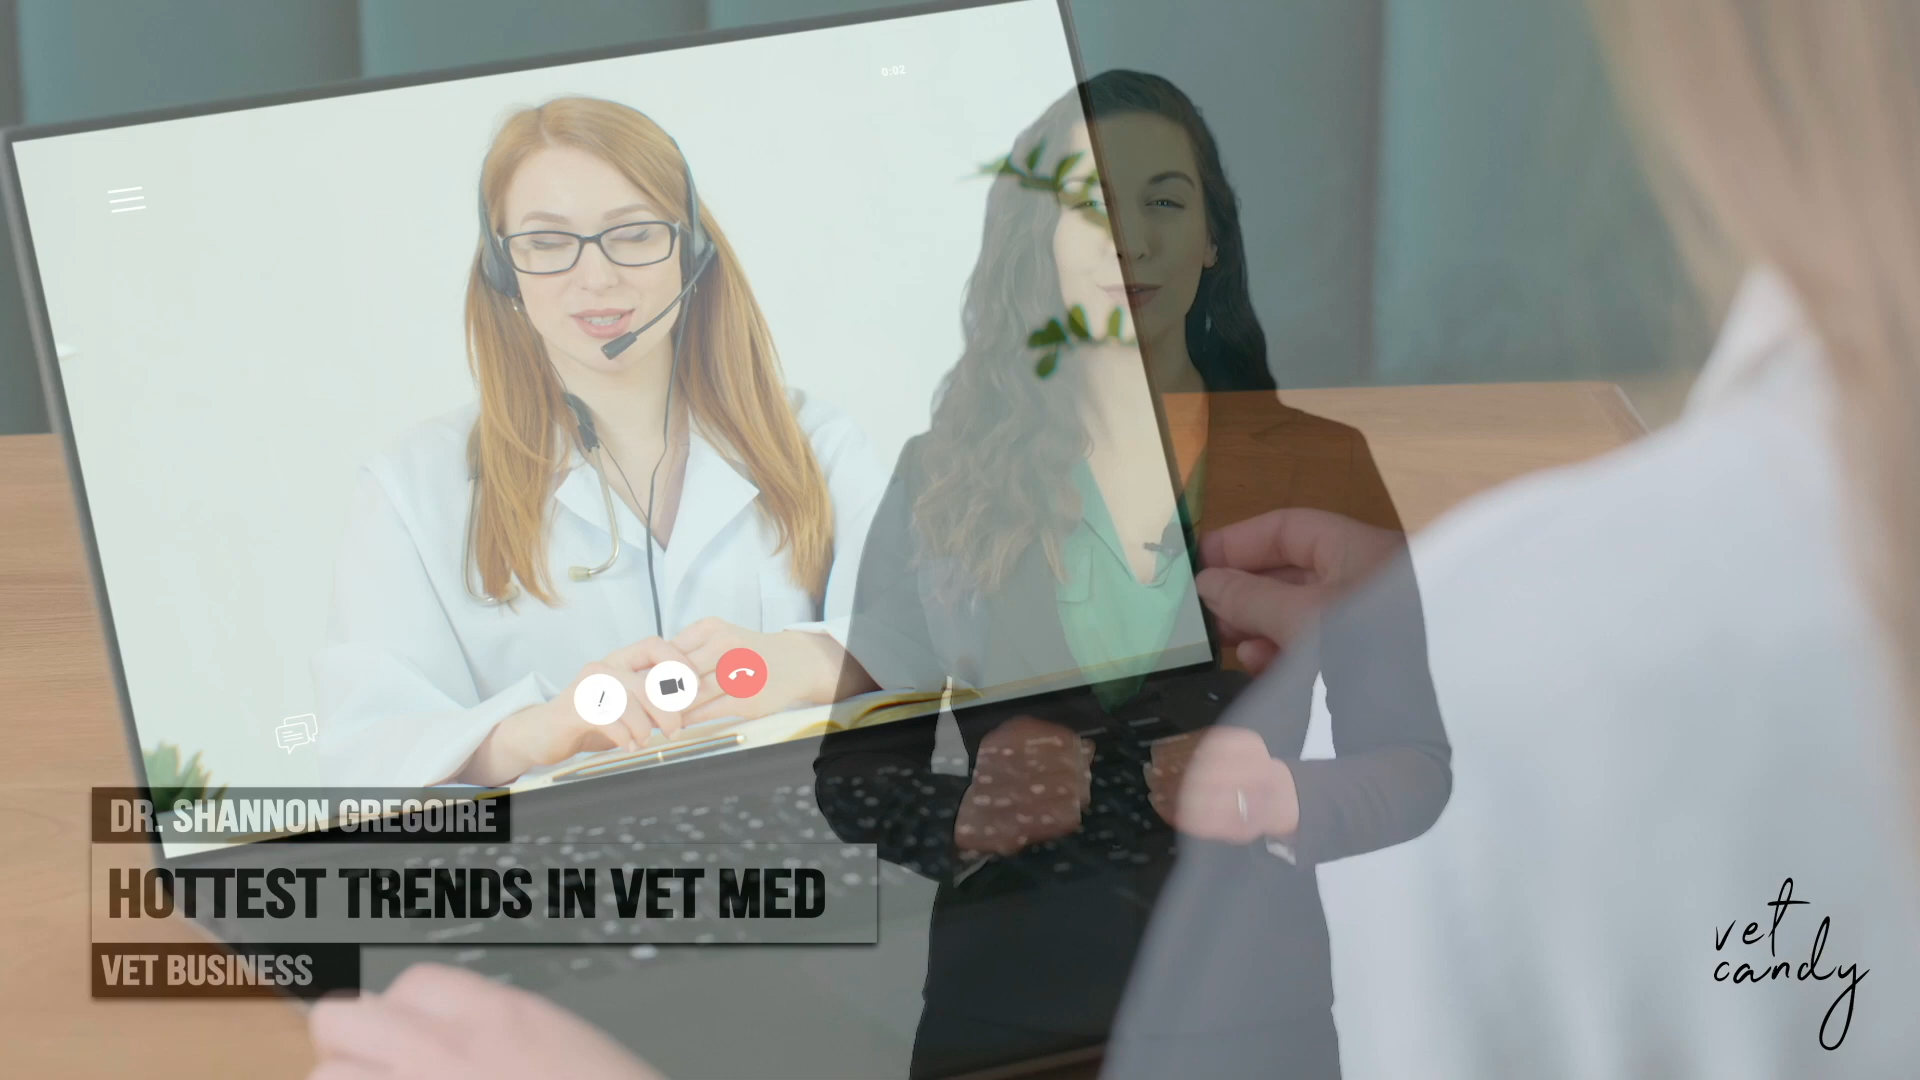 0:02
DR. SHANNON GREGOIRE
HOTTEST TRENDS IN VET MED
VET BUSINESS
vet
candy